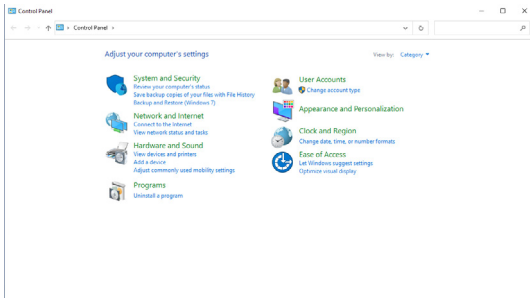 Control Panel
Control Panel
Adjust your computer's settings
View by: Category
System and Security
Review your computer's status
Save backup copies of your files with File History
Backup and Restore (Windows 7)
Network and Internet
Connect to the Internet
View network status and tasks
Hardware and Sound
View devices and printers
Add a device
Adjust commonly used mobility settings
Programs
Uninstall a program
User Accounts
Change account type
Appearance and Personalization
Clock and Region
Change date, time, or number formats
Ease of Access
Let Windows suggest settings
Optimize visual display